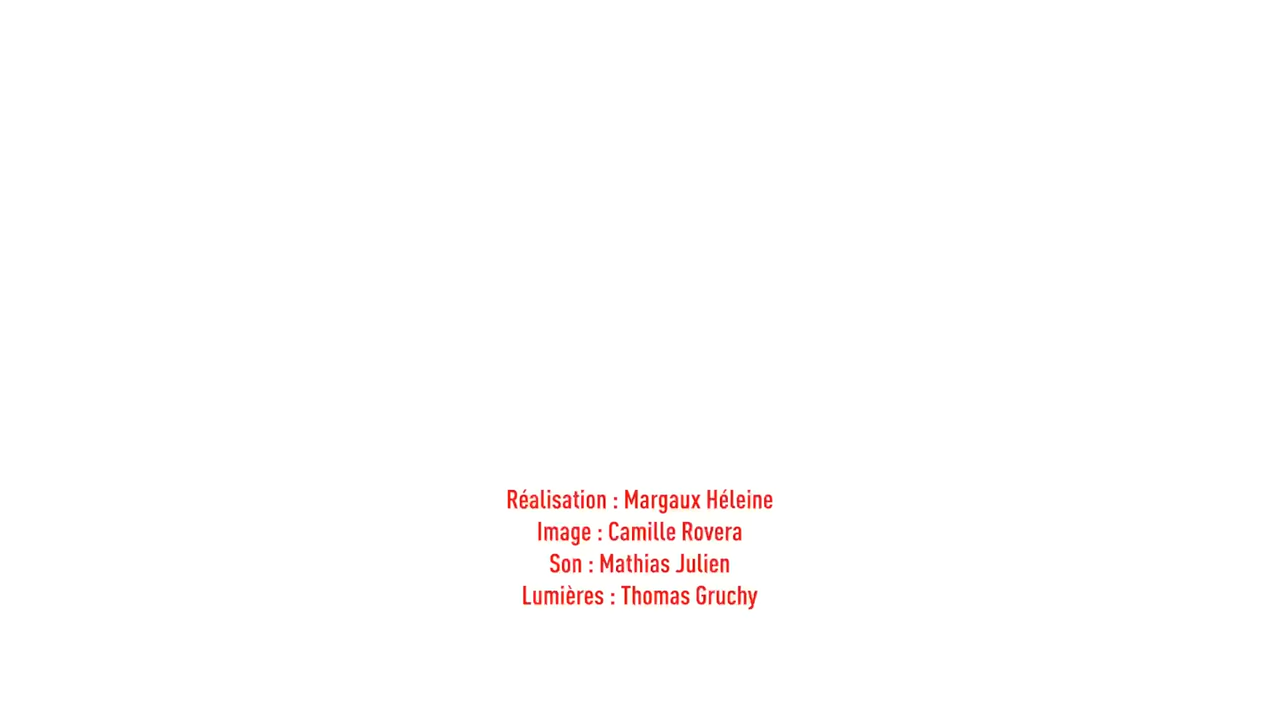 Réalisation : Margaux Héleine
Image : Camille Rovera
Son : Mathias Julien
Lumières : Thomas Gruchy